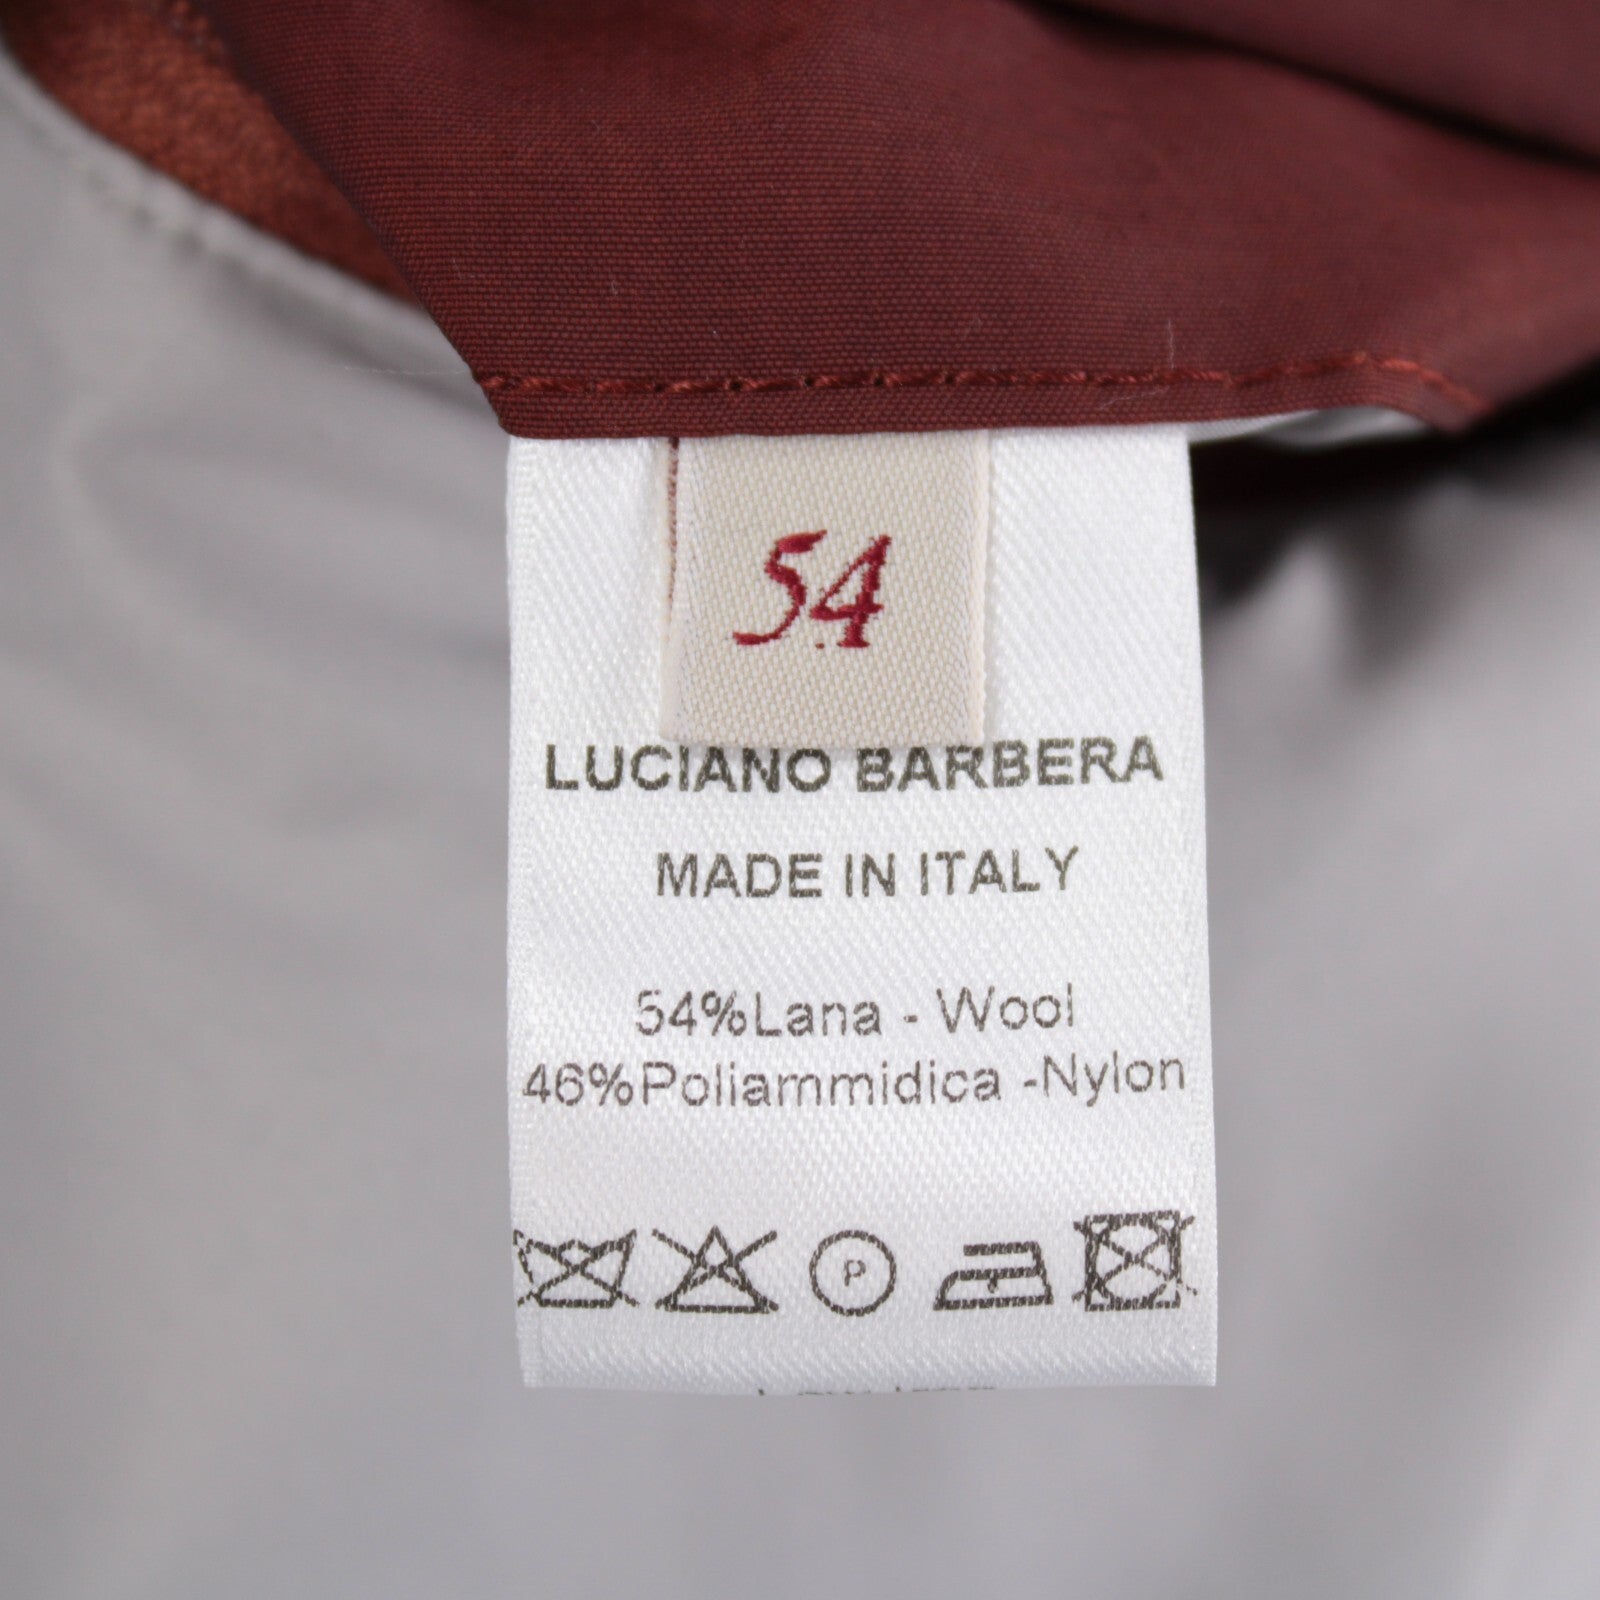 54
LUCIANO BARBERA
MADE IN ITALY
54%Lana - Wool
46%Poliammidica -Nylon
P